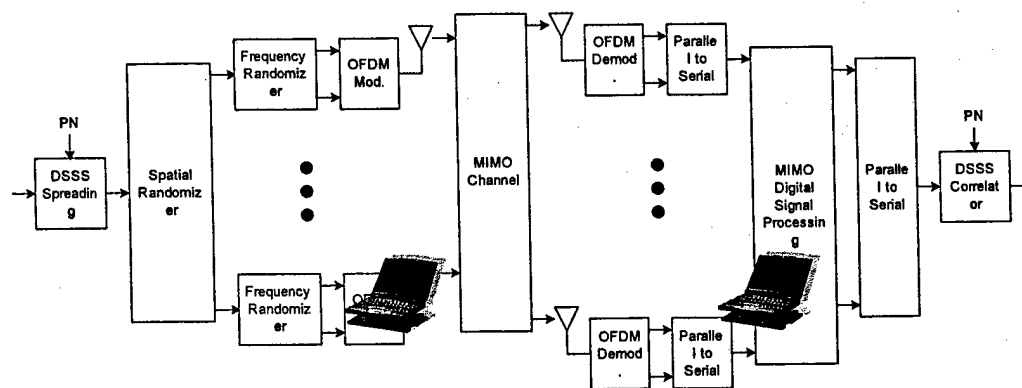 PN
DSSS
Spreadin
g
Spatial
Randomiz
er
Frequency
Randomiz
er
OFDM
Mod.
Frequency
Randomiz
er
MIMO
Channel
OFDM
Demod
.
Paralle
l to
Serial
OFDM
Demod
Paralle
l to
Serial
MIMO
Digital
Signal
Processin
g
Paralle
l to
Serial
PN
DSSS
Correlat
or